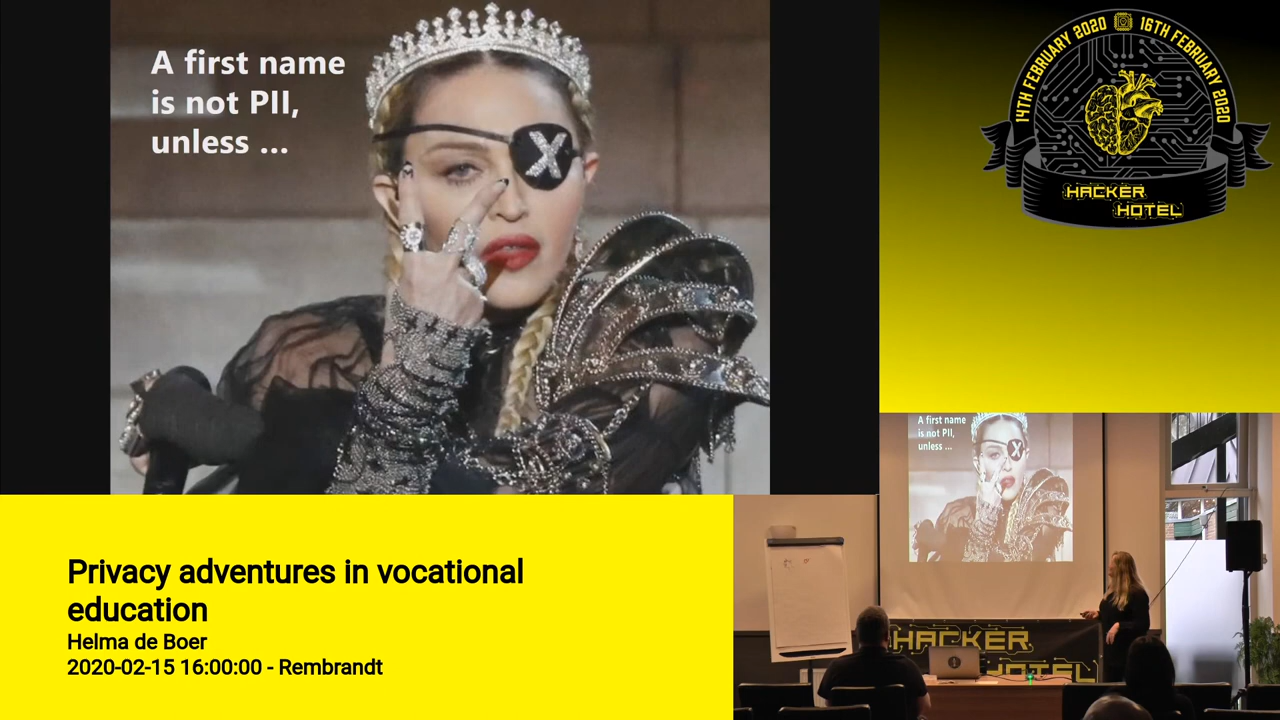 A first name
is not PII,
unless ...
X
14TH FEBRUARY 2020 16TH FEBRUARY 2020
HACKER
HOTEL
A first name
is not PII,
unless ...
X
HACKER
HOTEL
Privacy adventures in vocational
education
Helma de Boer
2020-02-15 16:00:00 - Rembrandt